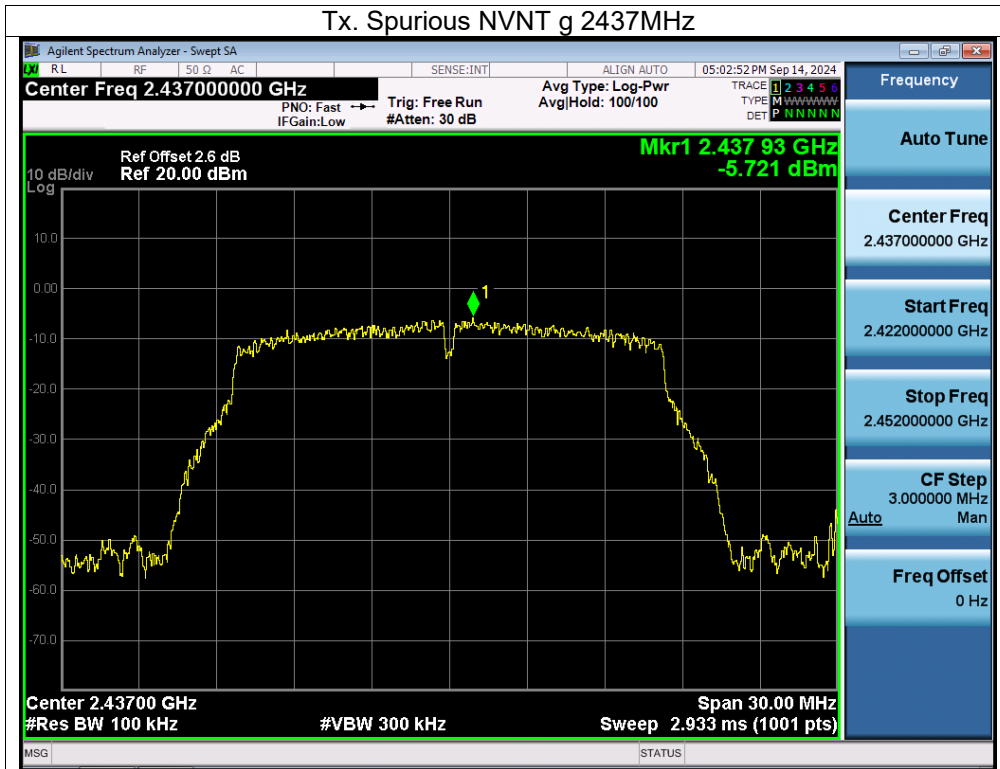 Tx. Spurious NVNT g 2437MHz
Agilent Spectrum Analyzer - Swept SA
LXI RL RF 50 Ω AC SENSE:INT ALIGN AUTO 05:02:52 PM Sep 14, 2024
Center Freq 2.437000000 GHz
PNO: Fast
IFGain:Low
Trig: Free Run
#Atten: 30 dB
Avg Type: Log-Pwr
Avg|Hold: 100/100
TRACE 1 2 3 4 5 6
TYPE M WWWWW
DET P N N N N N
Mkr1 2.437 93 GHz
-5.721 dBm
Ref Offset 2.6 dB
Ref 20.00 dBm
10 dB/div
Log
10.0
0.00
-10.0
-20.0
-30.0
-40.0
-50.0
-60.0
-70.0
1
Center 2.43700 GHz
Span 30.00 MHz
#Res BW 100 kHz
#VBW 300 kHz
Sweep 2.933 ms (1001 pts)
MSG
STATUS
Frequency
Auto Tune
Center Freq
2.437000000 GHz
Start Freq
2.422000000 GHz
Stop Freq
2.452000000 GHz
CF Step
3.000000 MHz
Auto Man
Freq Offset
0 Hz